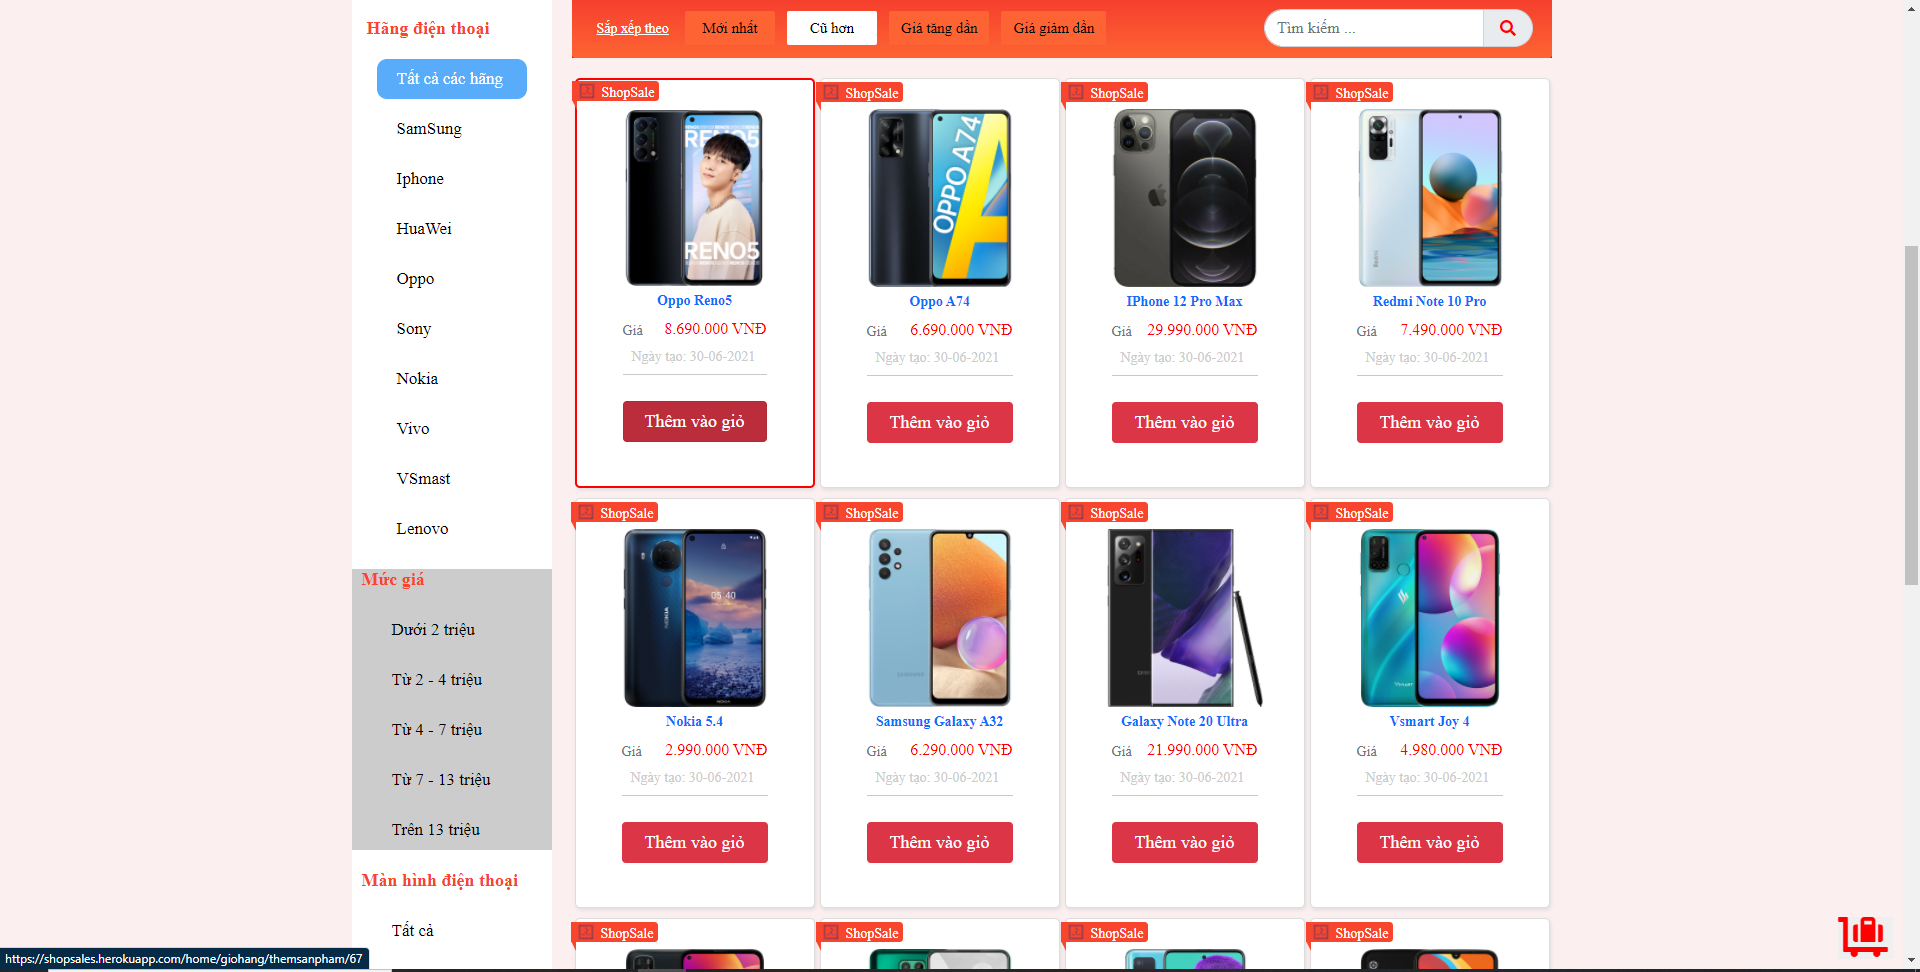 Hãng điện thoại
Tất cả các hãng
SamSung
Iphone
HuaWei
Oppo
Sony
Nokia
Vivo
VSmast
Lenovo
Mức giá
Dưới 2 triệu
Từ 2 - 4 triệu
Từ 4 - 7 triệu
Từ 7 - 13 triệu
Trên 13 triệu
Màn hình điện thoại
Tất cả
Sắp xếp theo Mới nhất Cũ hơn Giá tăng dần Giá giảm dần Tìm kiếm ...
ShopSale
RENO5
RENO5
Oppo Reno5
Giá 8.690.000 VNĐ
Ngày tạo: 30-06-2021
Thêm vào giỏ
ShopSale
OPPO A74
Oppo A74
Giá 6.690.000 VNĐ
Ngày tạo: 30-06-2021
Thêm vào giỏ
ShopSale
IPhone 12 Pro Max
Giá 29.990.000 VNĐ
Ngày tạo: 30-06-2021
Thêm vào giỏ
ShopSale
Redmi
Redmi Note 10 Pro
Giá 7.490.000 VNĐ
Ngày tạo: 30-06-2021
Thêm vào giỏ
ShopSale
05:40
NOKIA
Nokia 5.4
Giá 2.990.000 VNĐ
Ngày tạo: 30-06-2021
Thêm vào giỏ
ShopSale
SAMSUNG
Samsung Galaxy A32
Giá 6.290.000 VNĐ
Ngày tạo: 30-06-2021
Thêm vào giỏ
ShopSale
Galaxy Note 20 Ultra
Giá 21.990.000 VNĐ
Ngày tạo: 30-06-2021
Thêm vào giỏ
ShopSale
Vsmart Joy 4
Giá 4.980.000 VNĐ
Ngày tạo: 30-06-2021
Thêm vào giỏ
ShopSale
ShopSale
ShopSale
ShopSale
https://shopsales.herokuapp.com/home/giohang/themsanpham/67